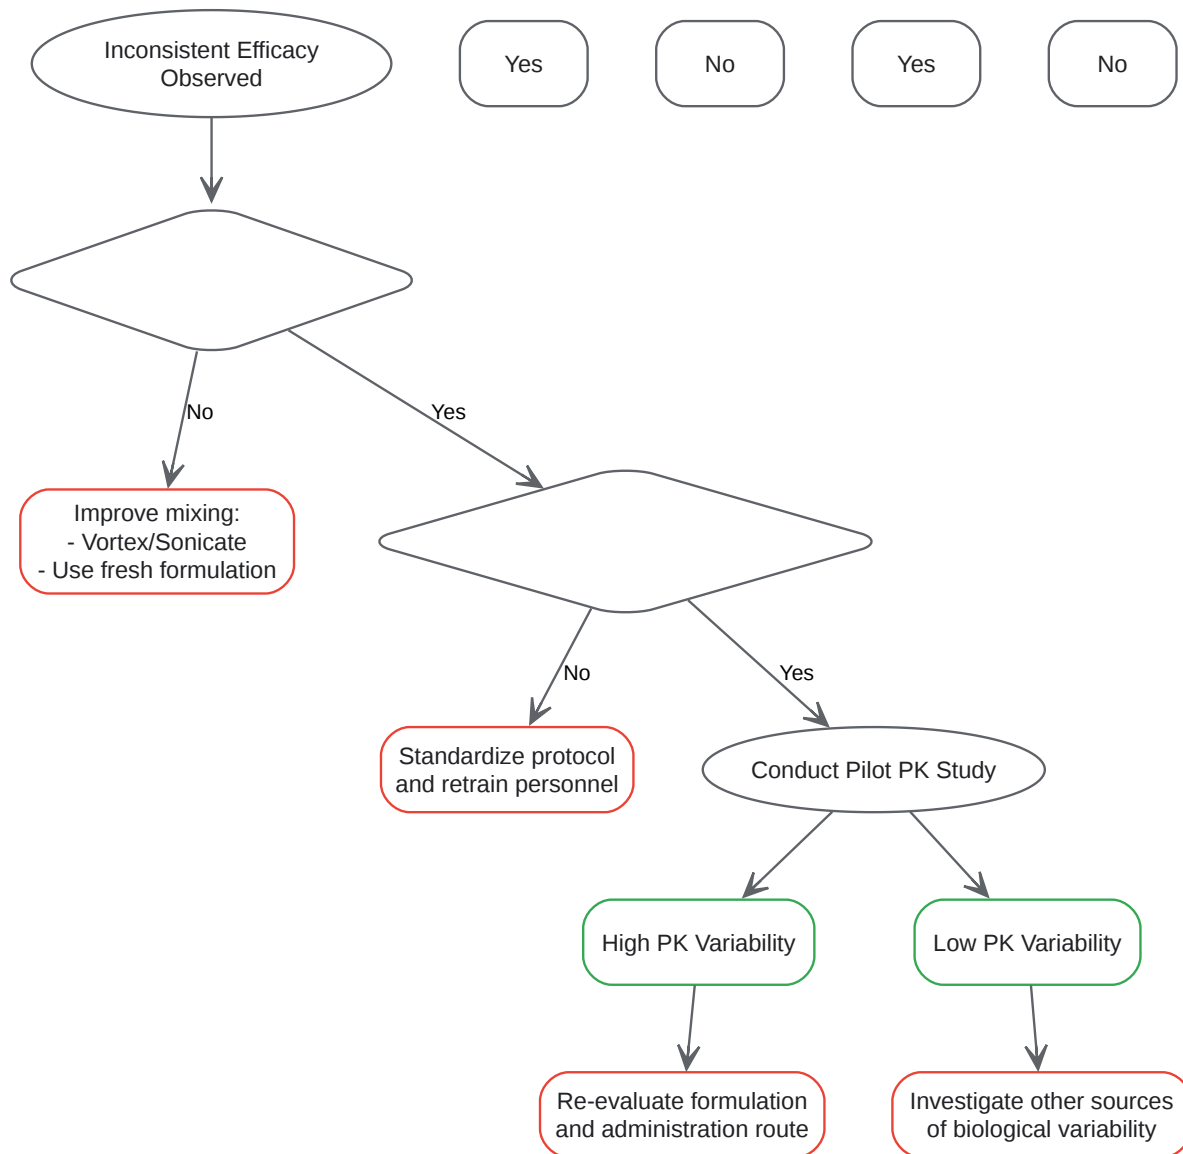 Inconsistent Efficacy
Observed
Yes
No
Yes
No
No
Yes
Improve mixing:
- Vortex/Sonicate
- Use fresh formulation
No
Yes
Standardize protocol
and retrain personnel
Conduct Pilot PK Study
High PK Variability
Low PK Variability
Re-evaluate formulation
and administration route
Investigate other sources
of biological variability